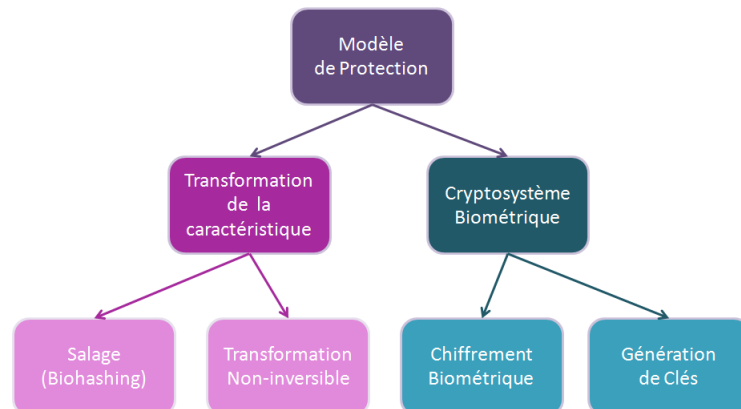 Modèle
de Protection
Transformation
de la
caractéristique
Cryptosystème
Biométrique
Salage
(Biohashing)
Transformation
Non-inversible
Chiffrement
Biométrique
Génération
de Clés